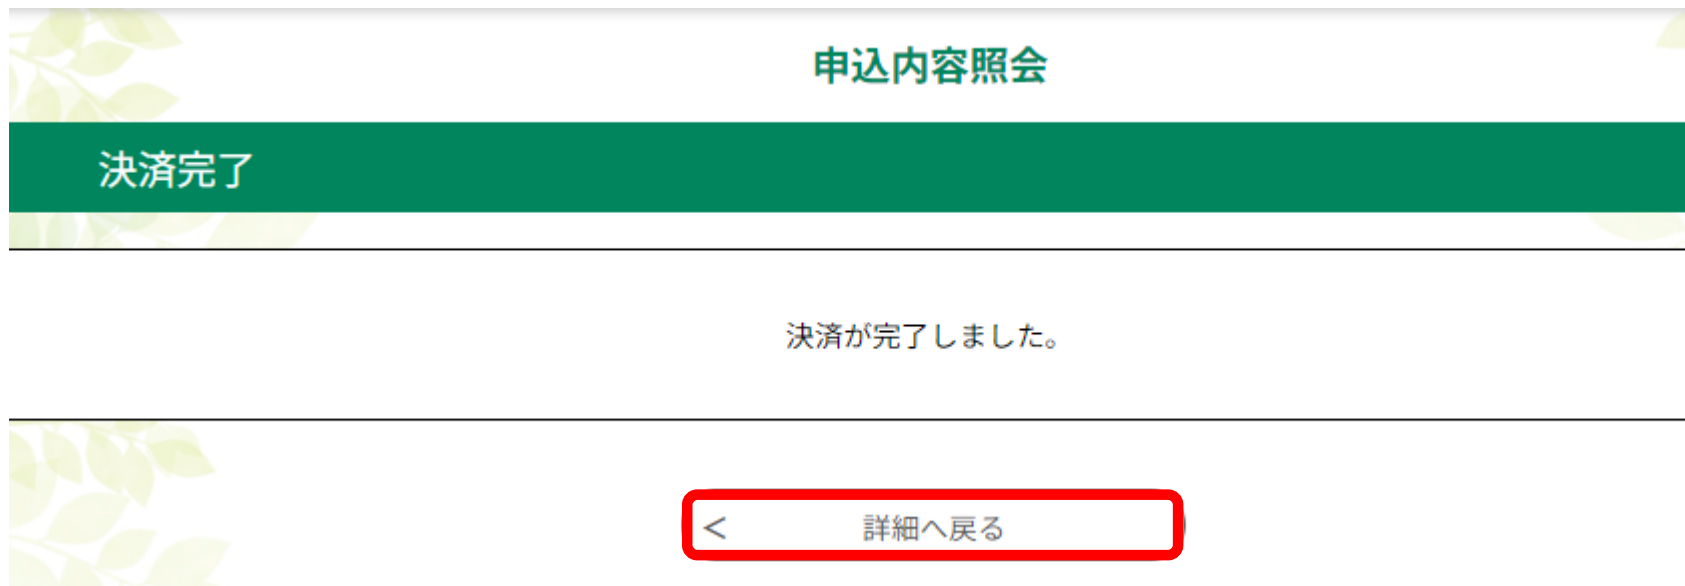 申込内容照会
決済完了
決済が完了しました。
< 詳細へ戻る